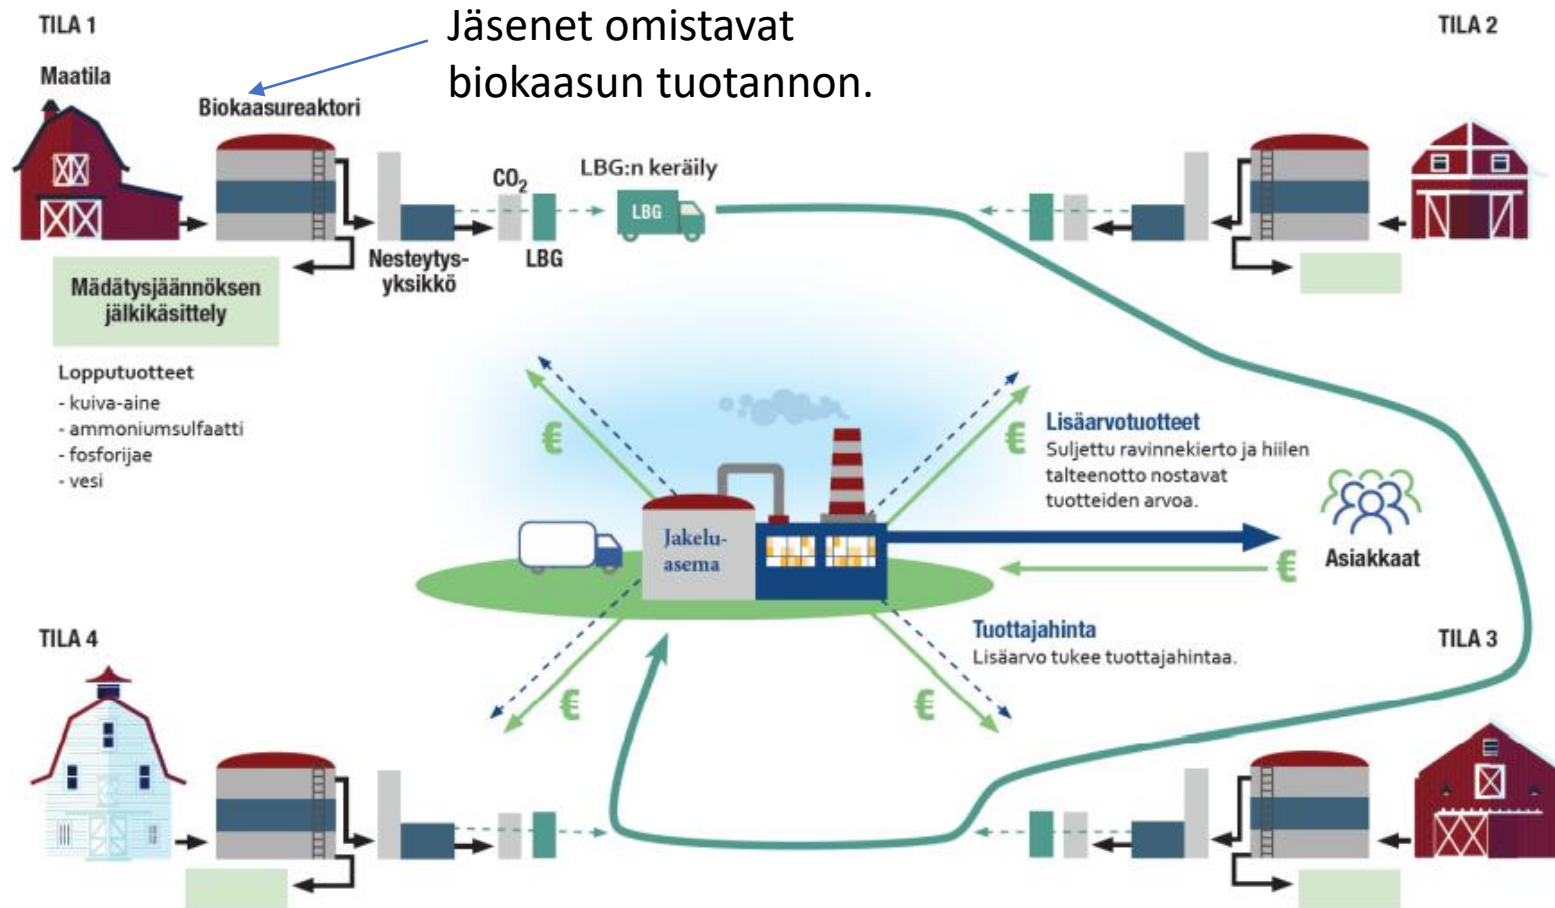 TILA 1
Jäsenet omistavat
biokaasun tuotannon.
TILA 2
Maatila
Biokaasureaktori
CO₂
LBG:n keräily
LBG
Nesteytys-
yksikkö
LBG
Mädätysjäännöksen
jälkikäsittely
Lopputuotteet
- kuiva-aine
- ammoniumsulfaatti
- fosforijae
- vesi
€
€
Lisäarvotuotteet
Suljettu ravinnekierto ja hiilen
talteenotto nostavat
tuotteiden arvoa.
Jakelu-
asema
Asiakkaat
€
Tuottajahinta
Lisäarvo tukee tuottajahintaa.
TILA 4
TILA 3
€
€